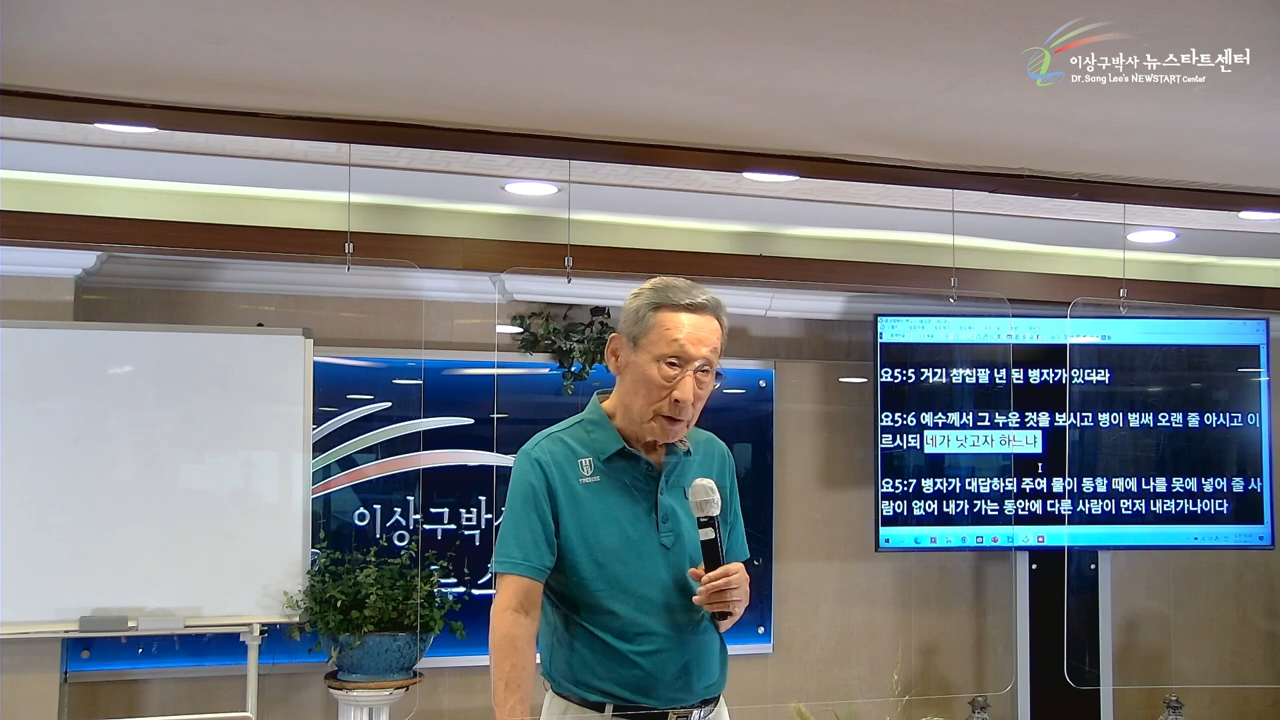 이상구박사 뉴스타트센터
Dr. Sang Lee's NEWSTART Center
이상구박
요5:5 거기 삼십팔 년 된 병자가 있더라
요5:6 예수께서 그 누운 것을 보시고 병이 벌써 오랜 줄 아시고 이
르시되 네가 낫고자 하느냐
요5:7 병자가 대답하되 주여 물이 동할 때에 나를 못에 넣어 줄 사
람이 없어 내가 가는 동안에 다른 사람이 먼저 내려가나이다